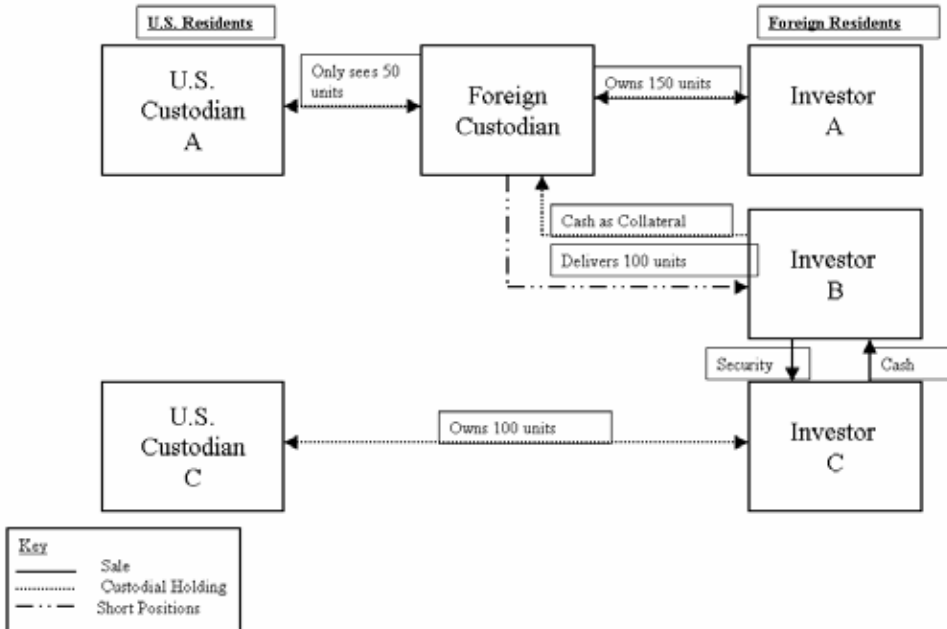 U.S. Residents
Foreign Residents
U.S.
Custodian
A
Only sees 50
units
Foreign
Custodian
Owns 150 units
Investor
A
Cash as Collateral
Delivers 100 units
Investor
B
Security
Cash
U.S.
Custodian
C
Owns 100 units
Investor
C
Key
Sale
Custodial Holding
Short Positions